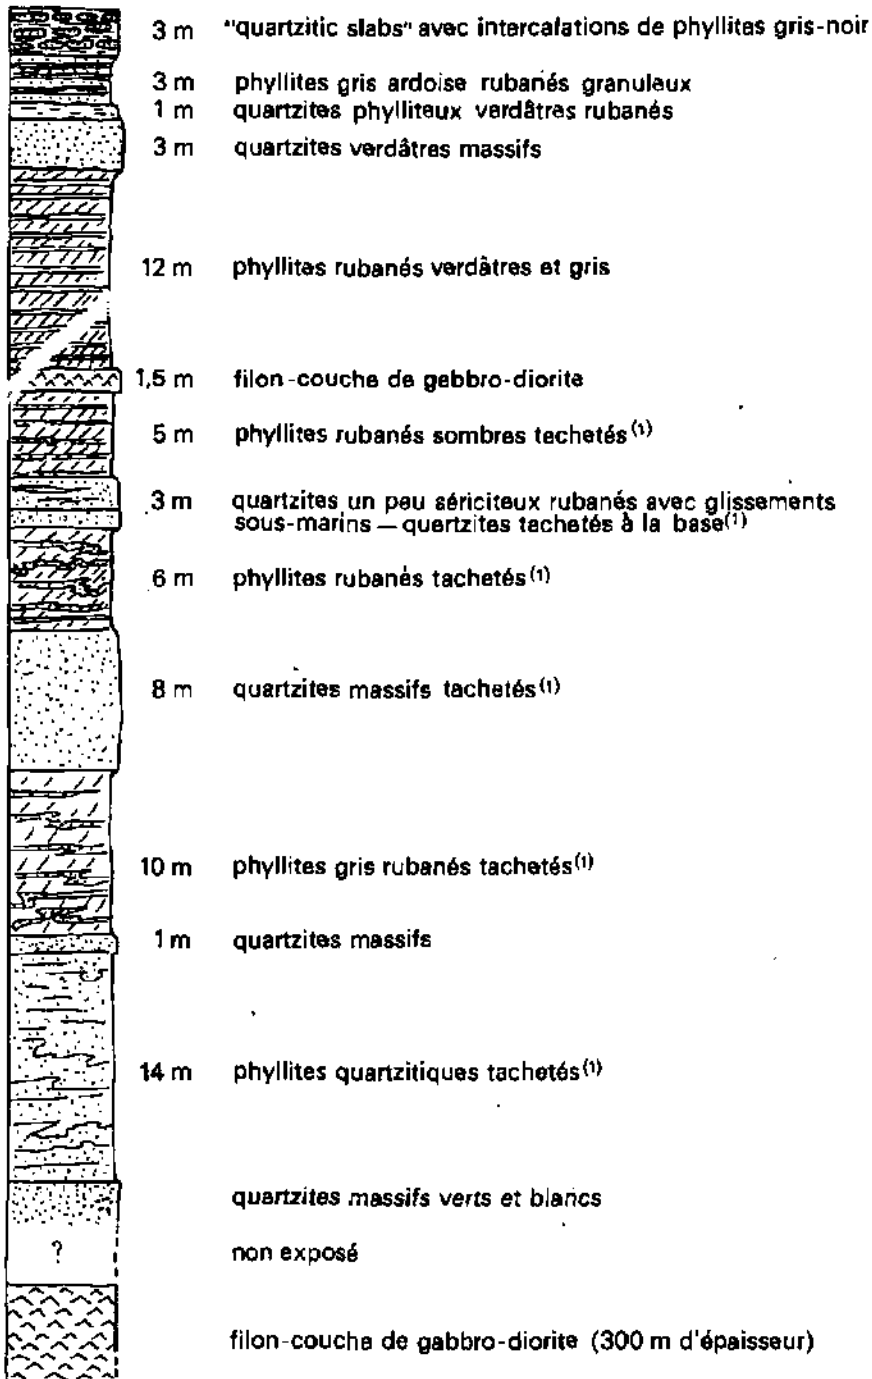 3 m "quartzitic slabs" avec intercalations de phyllites gris-noir
3 m phyllites gris ardoise rubanés granuleux
1 m quartzites phylliteux verdâtres rubanés
3 m quartzites verdâtres massifs
12 m phyllites rubanés verdâtres et gris
1,5 m filon-couche de gabbro-diorite
5 m phyllites rubanés sombres tachetés (1)
3 m quartzites un peu sériciteux rubanés avec glissements
sous-marins — quartzites tachetés à la base (1)
6 m phyllites rubanés tachetés (1)
8 m quartzites massifs tachetés (1)
10 m phyllites gris rubanés tachetés (1)
1 m quartzites massifs
14 m phyllites quartzitiques tachetés (1)
quartzites massifs verts et blancs
? non exposé
filon-couche de gabbro-diorite (300 m d'épaisseur)